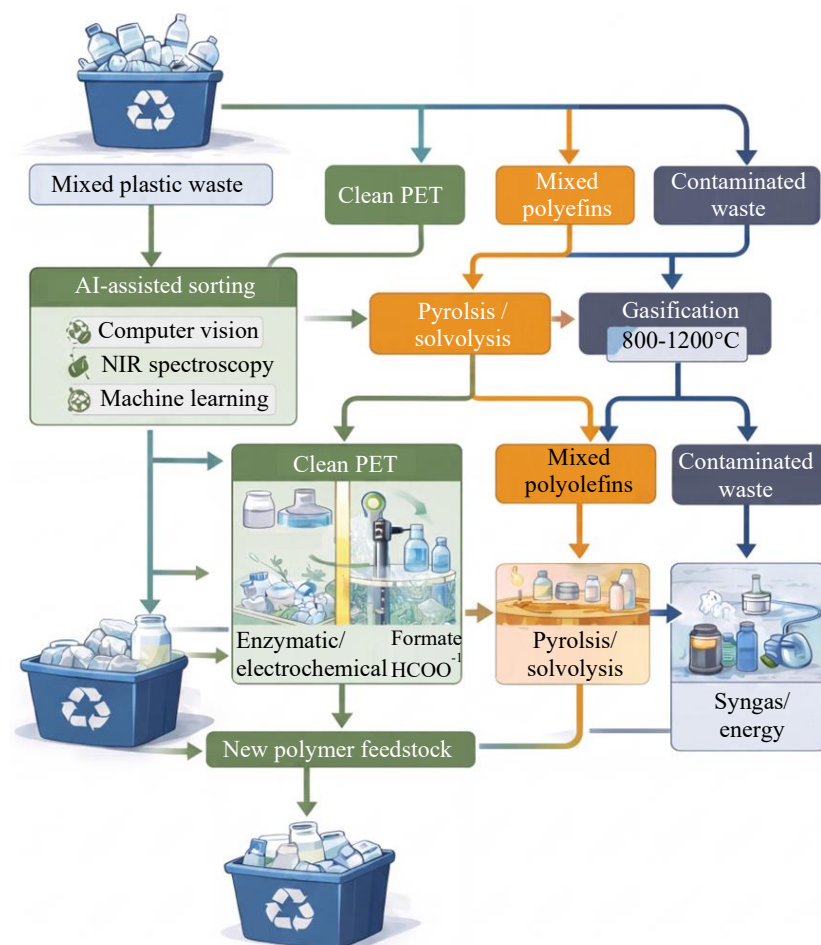 Mixed plastic waste
Clean PET
Mixed
polyefins
Contaminated
waste
AI-assisted sorting
Computer vision
NIR spectroscopy
Machine learning
Pyrolsis /
solvolysis
Gasification
800-1200°C
Clean PET
Mixed
polyolefins
Contaminated
waste
Enzymatic/
electrochemical
Formate
HCOO⁻¹
Pyrolsis/
solvolysis
Syngas/
energy
New polymer feedstock